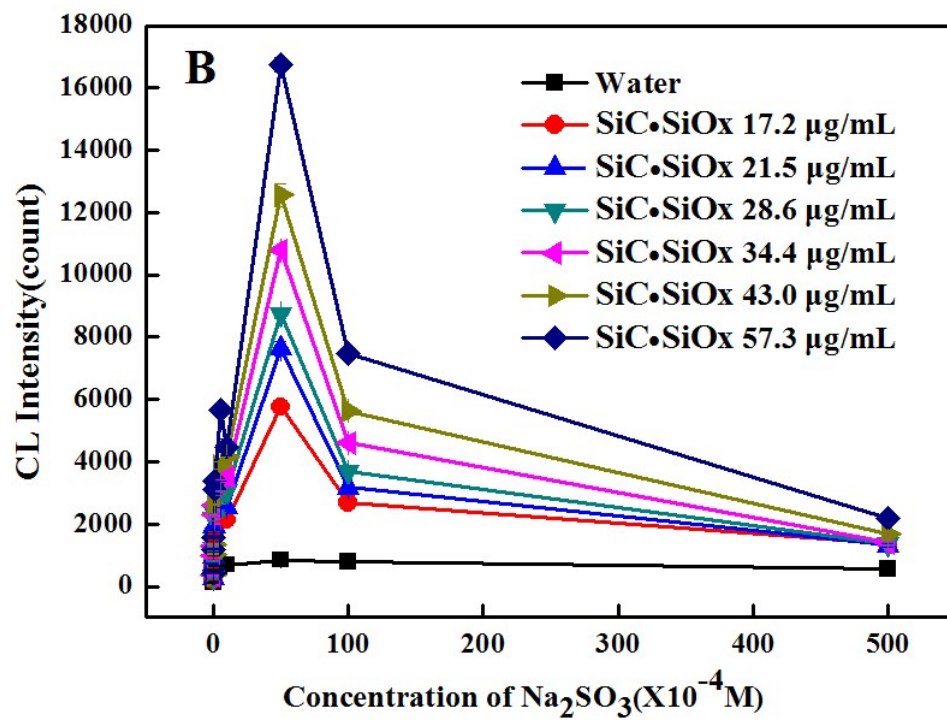 B
CL Intensity(count)
18000
16000
14000
12000
10000
8000
6000
4000
2000
0
Water
SiC•SiOx 17.2 µg/mL
SiC•SiOx 21.5 µg/mL
SiC•SiOx 28.6 µg/mL
SiC•SiOx 34.4 µg/mL
SiC•SiOx 43.0 µg/mL
SiC•SiOx 57.3 µg/mL
0 100 200 300 400 500
Concentration of Na₂SO₃(X10⁻⁴M)